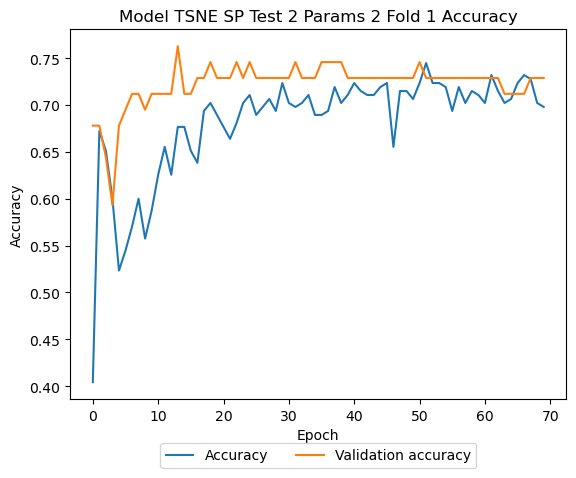 Model TSNE SP Test 2 Params 2 Fold 1 Accuracy
0.75
0.70
0.65
0.60
0.55
0.50
0.45
0.40
Accuracy
0 10 20 30 40 50 60 70
Epoch
Accuracy Validation accuracy